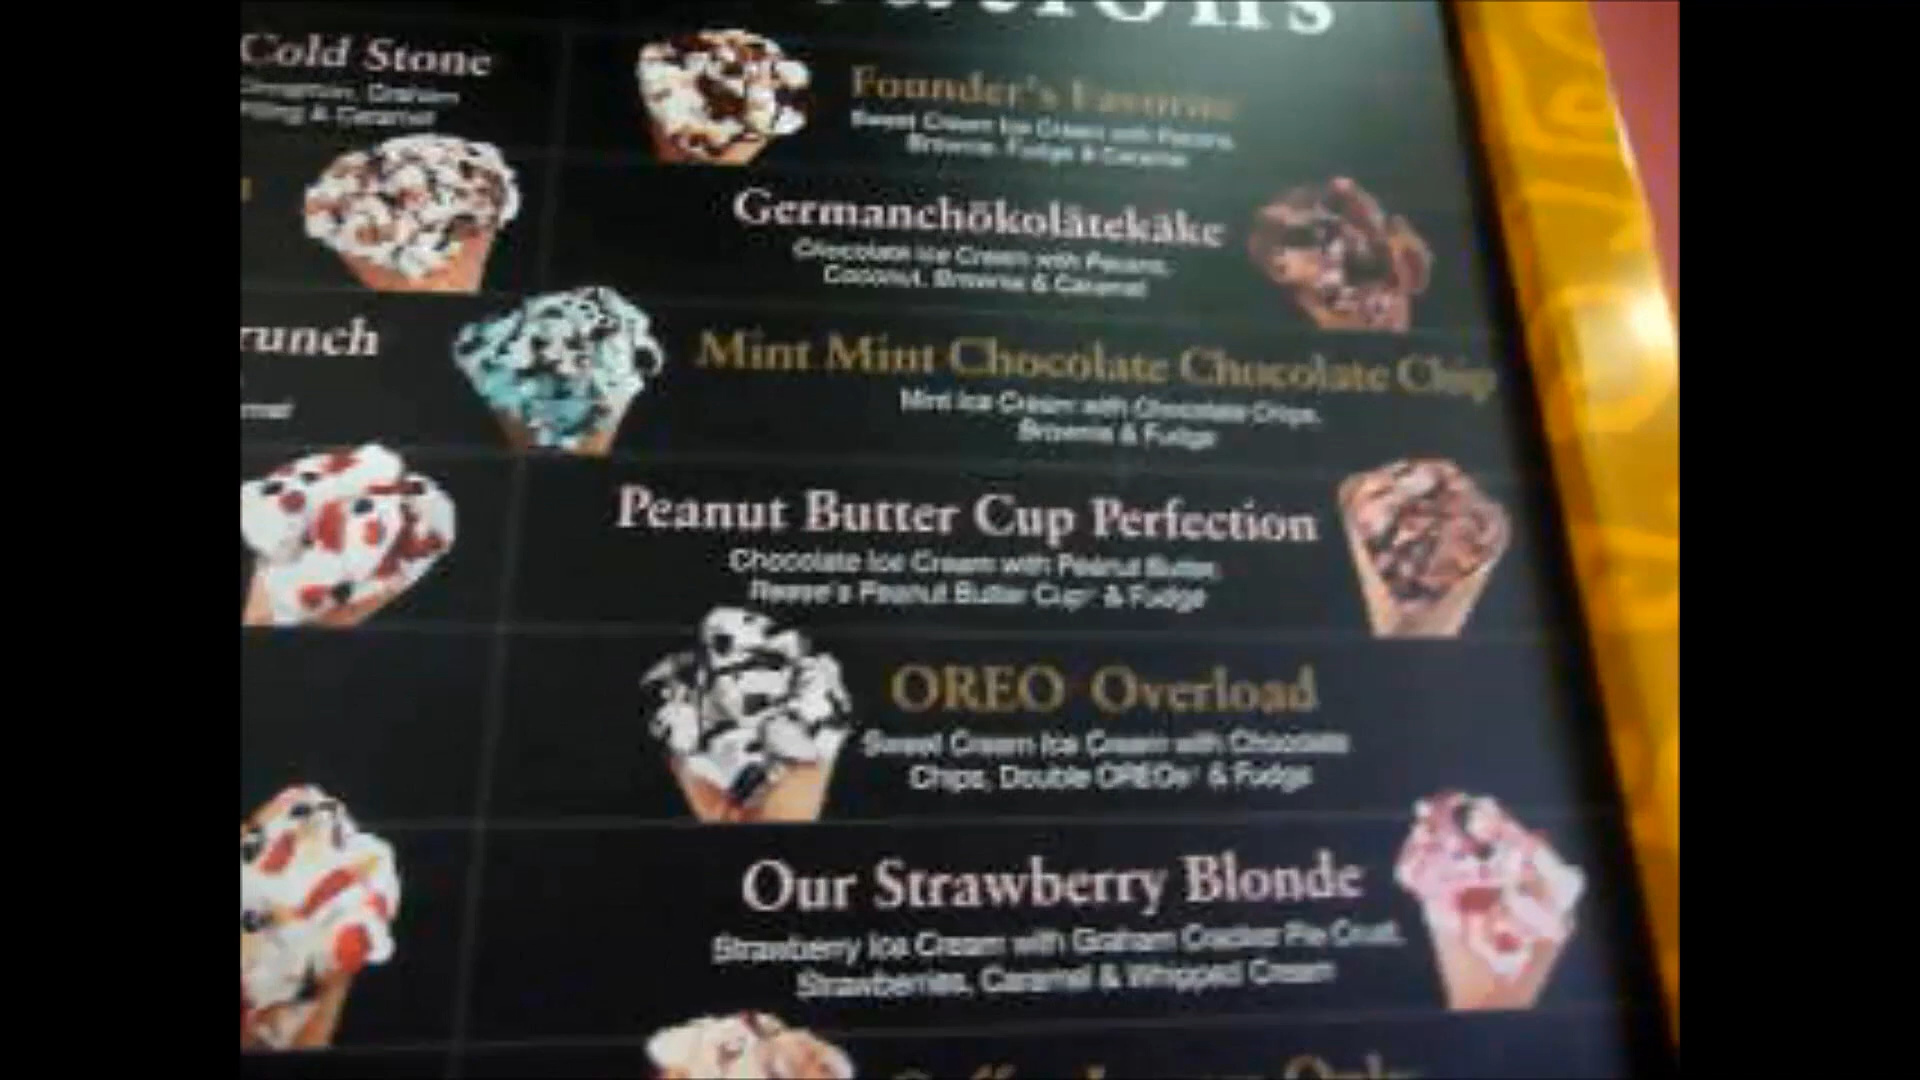 Cold Stone
Cinnamon, Graham
Filling & Caramel
runch
Founder's Favorite
Sweet Cream Ice Cream with Pecans,
Brownie, Fudge & Caramel
Germanchökolätekäke
Chocolate Ice Cream with Pecans,
Coconut, Brownie & Caramel
Mint Mint Chocolate Chocolate Chip
Mint Ice Cream with Chocolate Chips,
Brownie & Fudge
Peanut Butter Cup Perfection
Chocolate Ice Cream with Peanut Butter,
Reese's Peanut Butter Cup & Fudge
OREO Overload
Sweet Cream Ice Cream with Chocolate
Chips, Double OREOs & Fudge
Our Strawberry Blonde
Strawberry Ice Cream with Graham Cracker Pie Crust,
Strawberries, Caramel & Whipped Cream